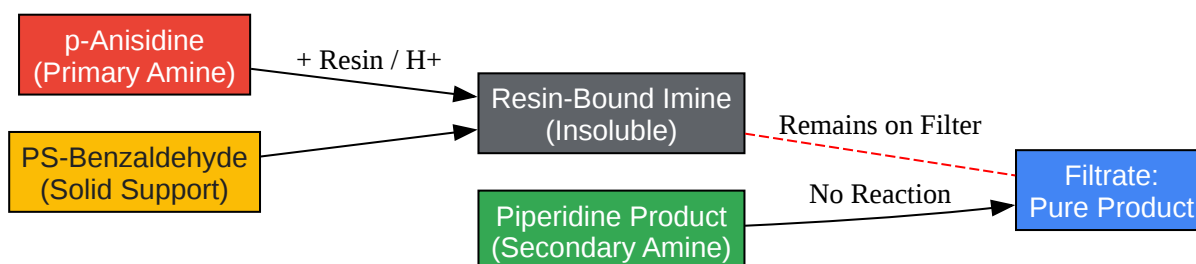 p-Anisidine
(Primary Amine)
+ Resin / H+
PS-Benzaldehyde
(Solid Support)
Resin-Bound Imine
(Insoluble)
Remains on Filter
Piperidine Product
(Secondary Amine)
No Reaction
Filtrate:
Pure Product